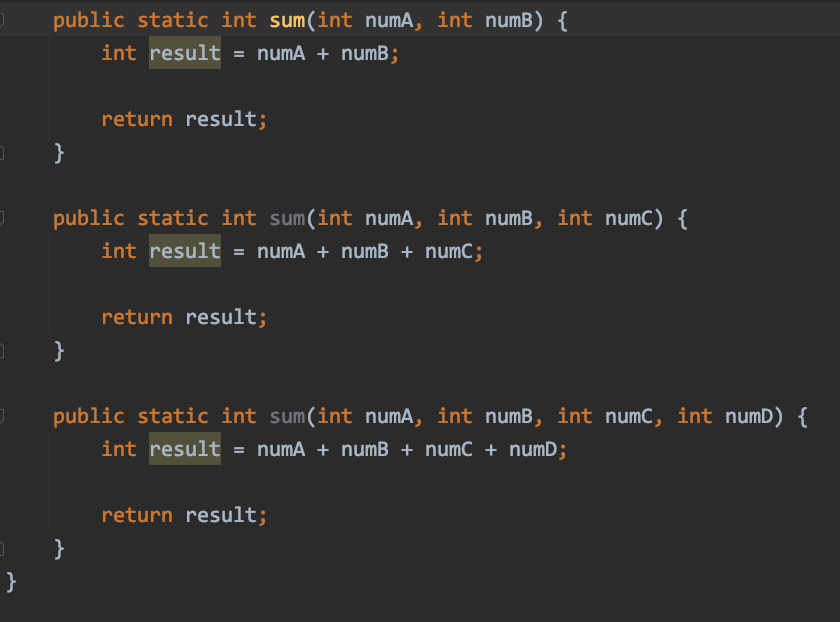 public static int sum(int numA, int numB) {
    int result = numA + numB;

    return result;
}

public static int sum(int numA, int numB, int numC) {
    int result = numA + numB + numC;

    return result;
}

public static int sum(int numA, int numB, int numC, int numD) {
    int result = numA + numB + numC + numD;

    return result;
}
}